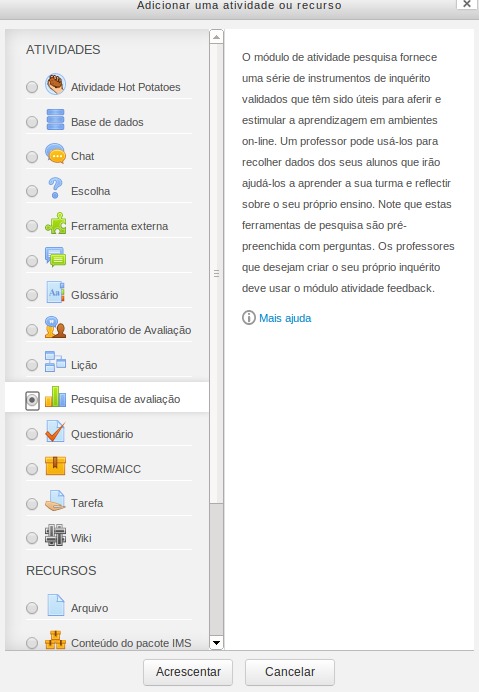 Adicionar uma atividade ou recurso
ATIVIDADES
Atividade Hot Potatoes
Base de dados
Chat
Escolha
Ferramenta externa
Fórum
Glossário
Laboratório de Avaliação
Lição
Pesquisa de avaliação
Questionário
SCORM/AICC
Tarefa
Wiki
RECURSOS
Arquivo
Conteúdo do pacote IMS
O módulo de atividade pesquisa fornece
uma série de instrumentos de inquérito
validados que têm sido úteis para aferir e
estimular a aprendizagem em ambientes
on-line. Um professor pode usá-los para
recolher dados dos seus alunos que irão
ajudá-los a aprender a sua turma e reflectir
sobre o seu próprio ensino. Note que estas
ferramentas de pesquisa são pré-
preenchida com perguntas. Os professores
que desejam criar o seu próprio inquérito
deve usar o módulo atividade feedback.
Mais ajuda
Acrescentar
Cancelar